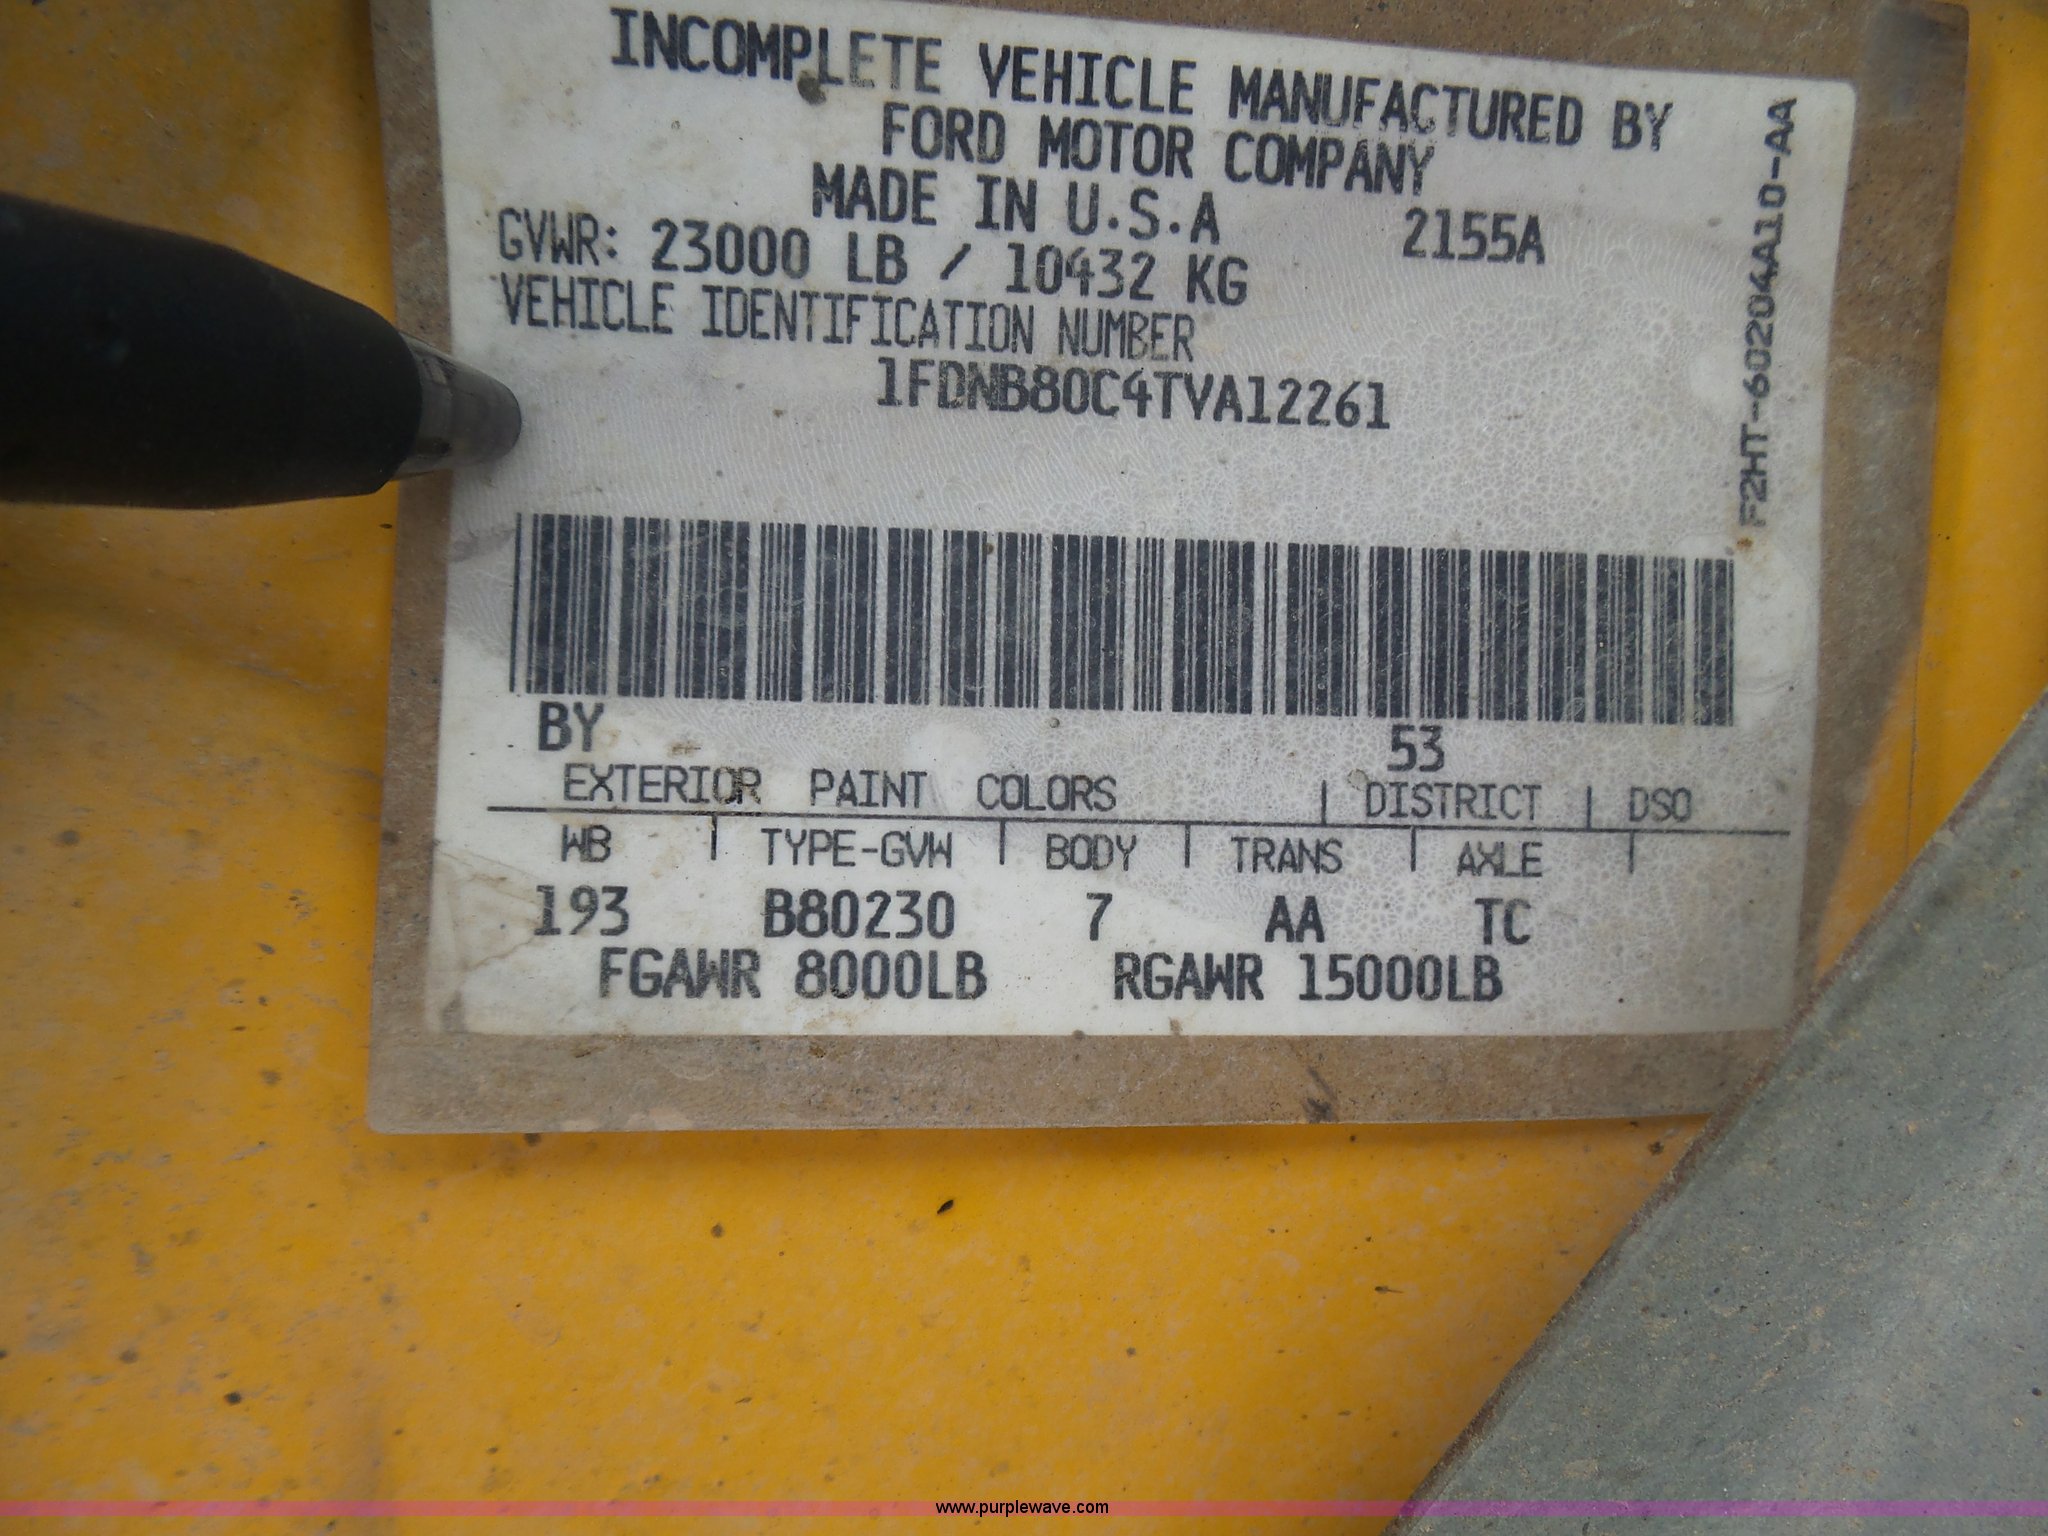 INCOMPLETE VEHICLE MANUFACTURED BY
FORD MOTOR COMPANY
MADE IN U.S.A
2155A
GVWR: 23000 LB / 10432 KG
VEHICLE IDENTIFICATION NUMBER
1FDNB80C4TVA12261
F2HT-60204A10-AA
BY 53
EXTERIOR PAINT COLORS | DISTRICT | DSO
WB | TYPE-GVW | BODY | TRANS | AXLE |
193 B80230 7 AA TC
FGAWR 8000LB RGAWR 15000LB
www.purplewave.com